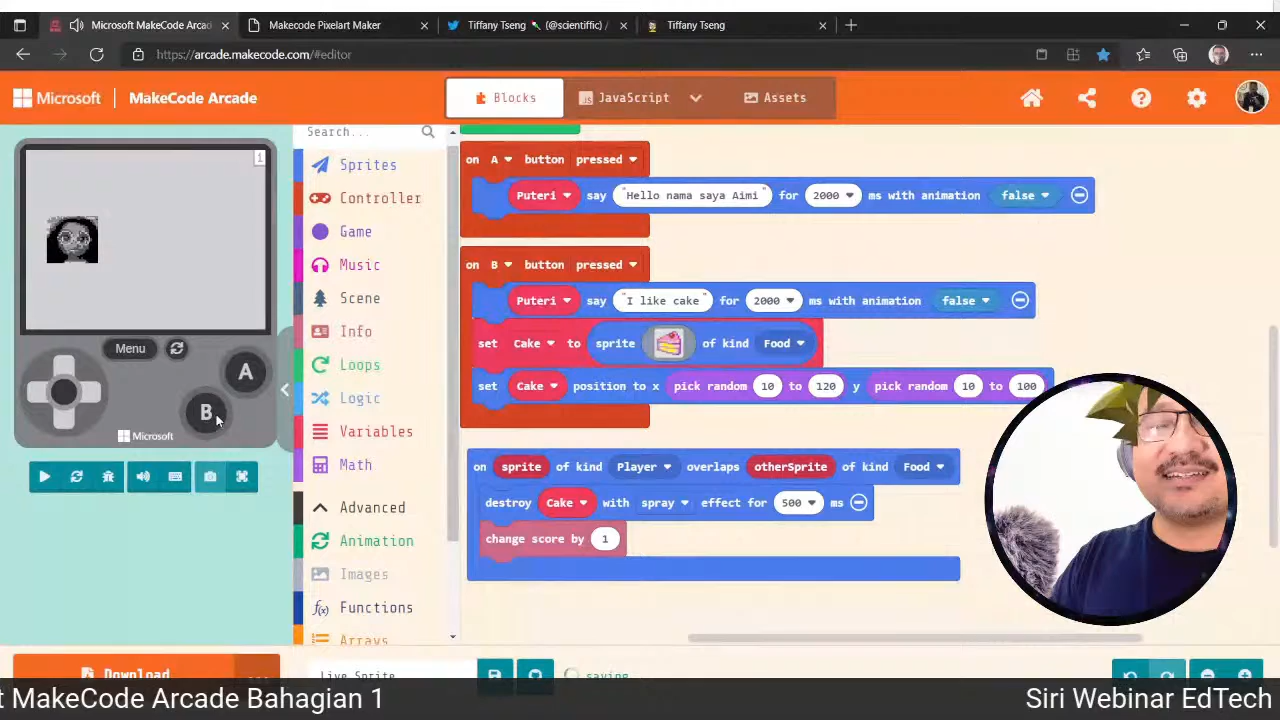 Microsoft MakeCode Arcad
Makecode Pixelart Maker
Tiffany Tseng 🍡 (@scientiffic) /
Tiffany Tseng
https://arcade.makecode.com/#editor
Microsoft
MakeCode Arcade
Blocks
JavaScript
Assets
1
Menu
A
B
Microsoft
Search...
Sprites
Controller
Game
Music
Scene
Info
Loops
Logic
Variables
Math
Advanced
Animation
Images
Functions
Arrays
on A button pressed
Puteri say "Hello nama saya Aimi" for 2000 ms with animation false
on B button pressed
Puteri say "I like cake" for 2000 ms with animation false
set Cake to sprite of kind Food
set Cake position to x pick random 10 to 120 y pick random 10 to 100
on sprite of kind Player overlaps otherSprite of kind Food
destroy Cake with spray effect for 500 ms
change score by 1
Download
Live Sprite
saving...
t MakeCode Arcade Bahagian 1
Siri Webinar EdTech